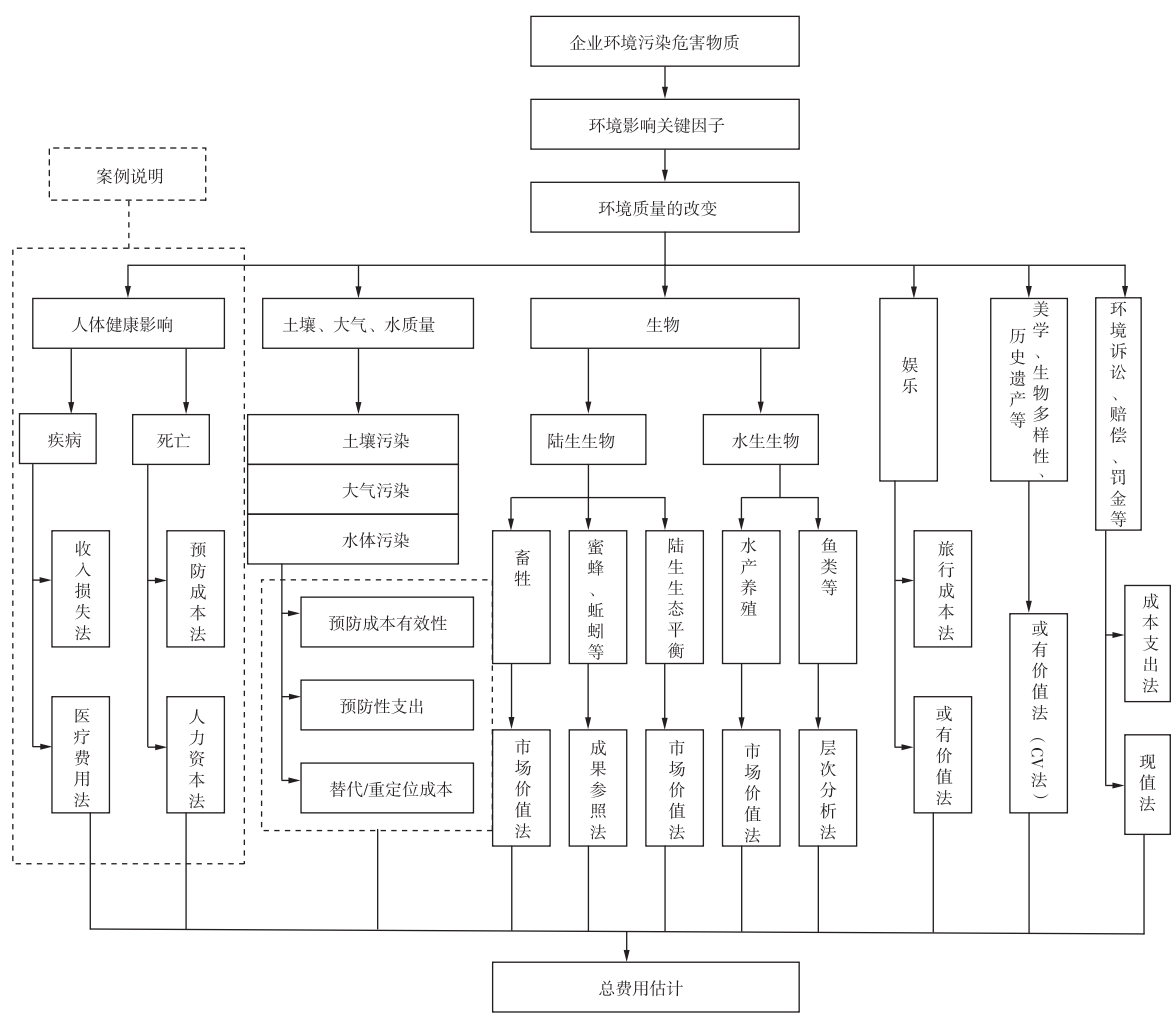 企业环境污染危害物质
环境影响关键因子
案例说明
环境质量的改变
人体健康影响
土壤、大气、水质量
生物
娱乐
美学、生物多样性、
历史遗产等
环境诉讼、赔偿、罚金等
疾病
死亡
土壤污染
大气污染
水体污染
陆生生物
水生生物
收入损失法
预防成本法
预防成本有效性
预防性支出
替代/重定位成本
畜牲
蜜蜂、蚯蚓等
陆生生态平衡
水产养殖
鱼类等
旅行成本法
或有价值法（CV法）
成本支出法
医疗费用法
人力资本法
市场价值法
成果参照法
市场价值法
市场价值法
层次分析法
或有价值法
现值法
总费用估计